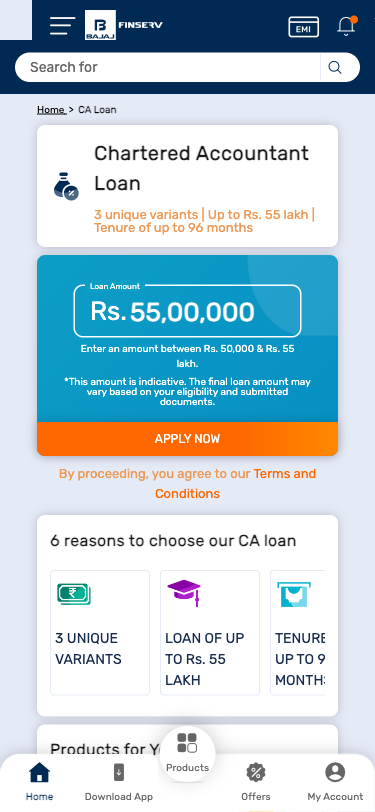 BAJAJ FINSERV
EMI
Search for
Home > CA Loan
Chartered Accountant
Loan
3 unique variants | Up to Rs. 55 lakh |
Tenure of up to 96 months
Loan Amount
Rs. 55,00,000
Enter an amount between Rs. 50,000 & Rs. 55
lakh.
*This amount is indicative. The final loan amount may
vary based on your eligibility and submitted
documents.
APPLY NOW
By proceeding, you agree to our Terms and
Conditions
6 reasons to choose our CA loan
3 UNIQUE
VARIANTS
LOAN OF UP
TO Rs. 55
LAKH
TENURE
UP TO 9
MONTH
Products for Y
Products
Home
Download App
Offers
My Account